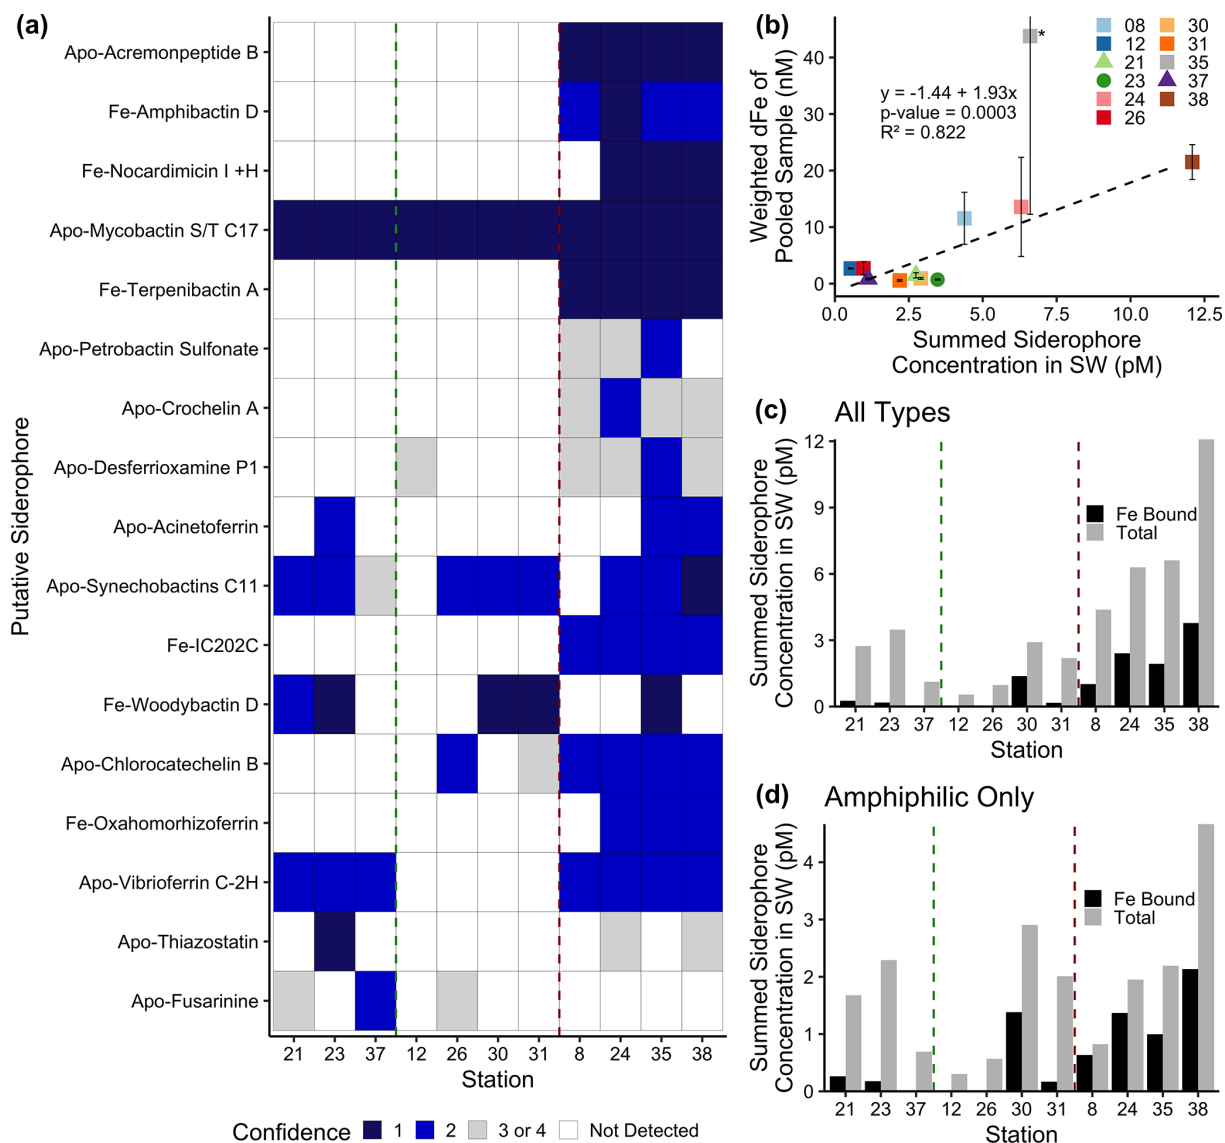 (a)
Putative Siderophore
Apo-Acremonpeptide B
Fe-Amphibactin D
Fe-Nocardimicin I +H
Apo-Mycobactin S/T C17
Fe-Terpenibactin A
Apo-Petrobactin Sulfonate
Apo-Crochelin A
Apo-Desferrioxamine P1
Apo-Acinetoferrin
Apo-Synechobactins C11
Fe-IC202C
Fe-Woodybactin D
Apo-Chlorocatechelin B
Fe-Oxahomorhizoferrin
Apo-Vibrioferrin C-2H
Apo-Thiazostatin
Apo-Fusarinine
21 23 37 12 26 30 31 8 24 35 38
Station
Confidence 1 2 3 or 4 Not Detected
(b)
Weighted dFe of
Pooled Sample (nM)
40
30
20
10
0
y = -1.44 + 1.93x
p-value = 0.0003
R² = 0.822
*
08 30
12 31
21 35
23 37
24 38
26
0.0 2.5 5.0 7.5 10.0 12.5
Summed Siderophore
Concentration in SW (pM)
(c) All Types
Summed Siderophore
Concentration in SW (pM)
12
9
6
3
0
Fe Bound
Total
21 23 37 12 26 30 31 8 24 35 38
Station
(d) Amphiphilic Only
Summed Siderophore
Concentration in SW (pM)
4
3
2
1
0
Fe Bound
Total
21 23 37 12 26 30 31 8 24 35 38
Station